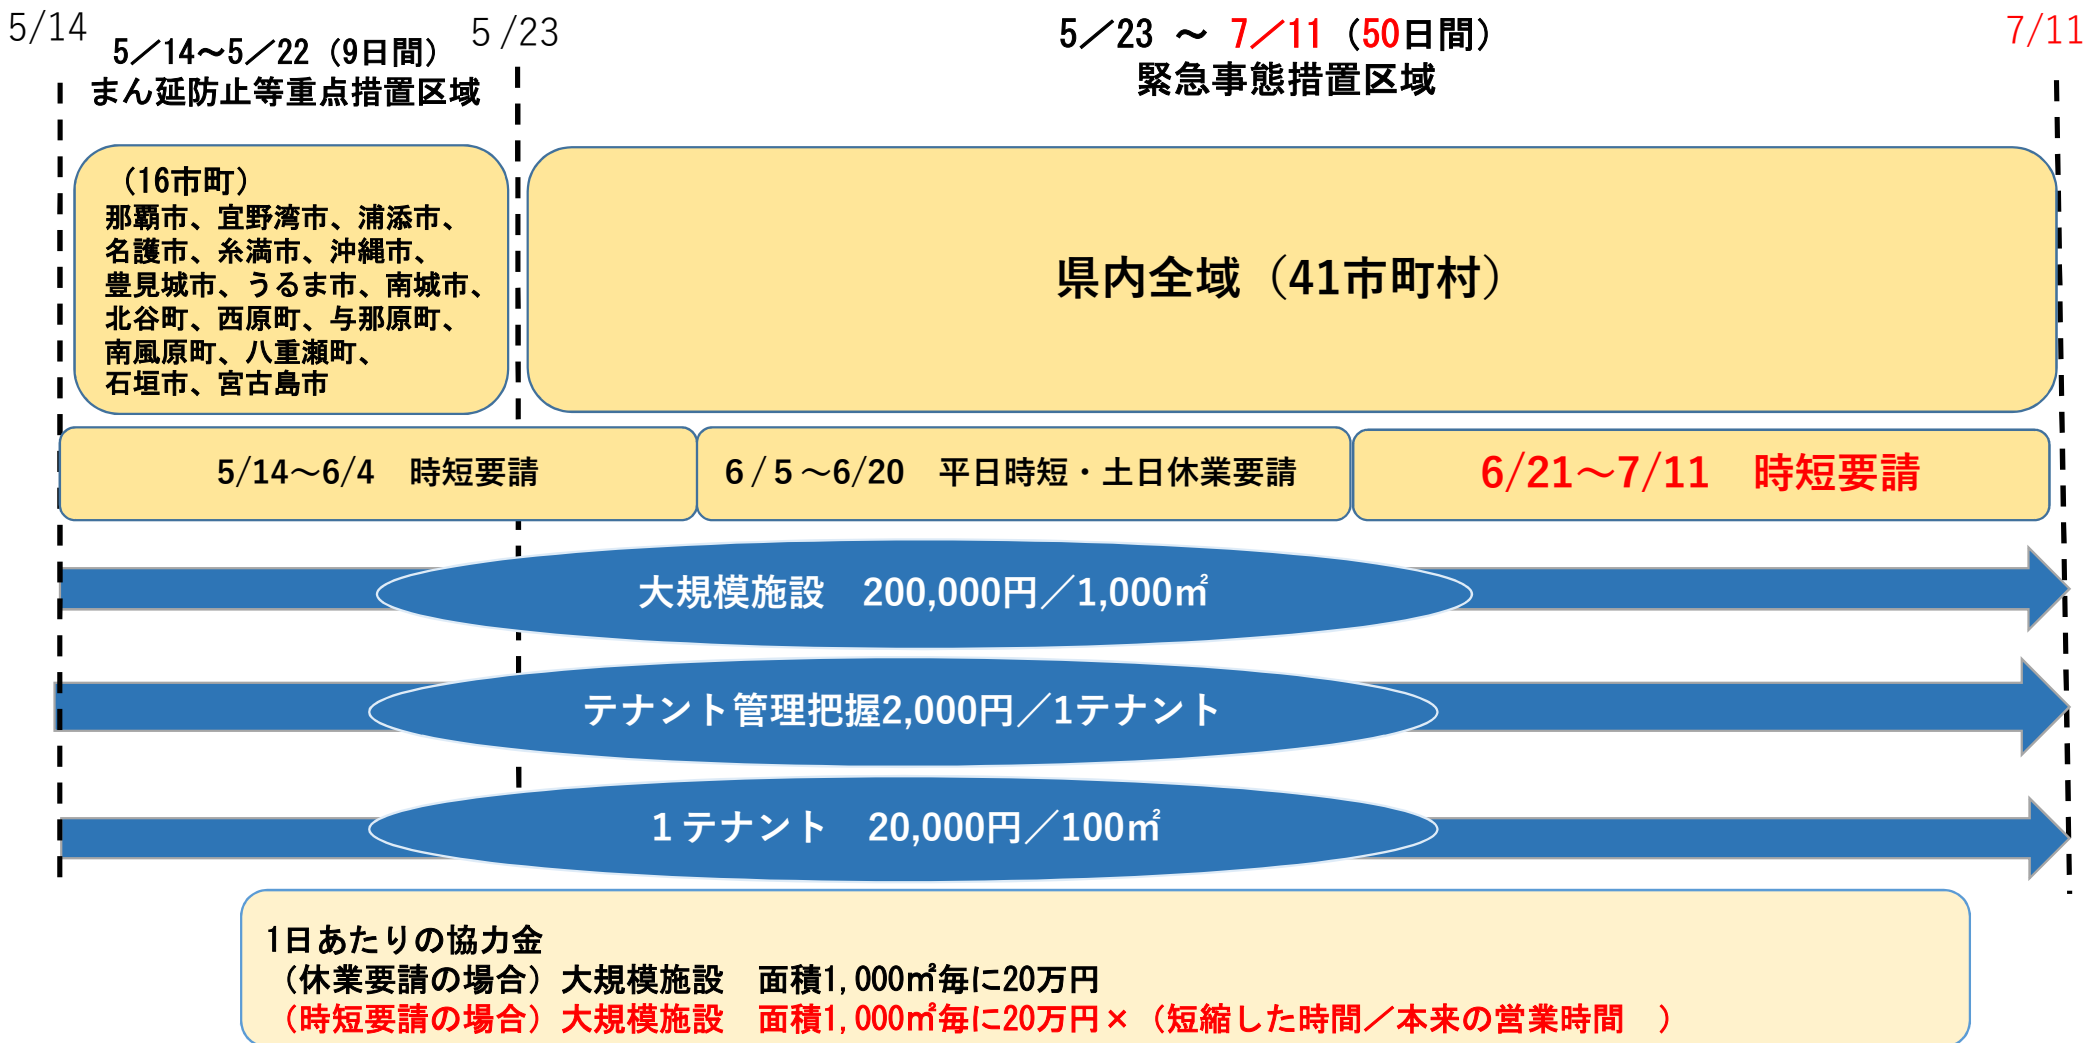 5/14
5／14～5／22（9日間）
まん延防止等重点措置区域
5/23
5／23 ～ 7／11（50日間）
緊急事態措置区域
7/11
（16市町）
那覇市、宜野湾市、浦添市、
名護市、糸満市、沖縄市、
豊見城市、うるま市、南城市、
北谷町、西原町、与那原町、
南風原町、八重瀬町、
石垣市、宮古島市
県内全域（41市町村）
5/14～6/4　時短要請
6/5～6/20　平日時短・土日休業要請
6/21～7/11　時短要請
大規模施設　200,000円／1,000㎡
テナント管理把握2,000円／1テナント
1テナント　20,000円／100㎡
1日あたりの協力金
（休業要請の場合）大規模施設　面積1,000㎡毎に20万円
（時短要請の場合）大規模施設　面積1,000㎡毎に20万円×（短縮した時間／本来の営業時間　）